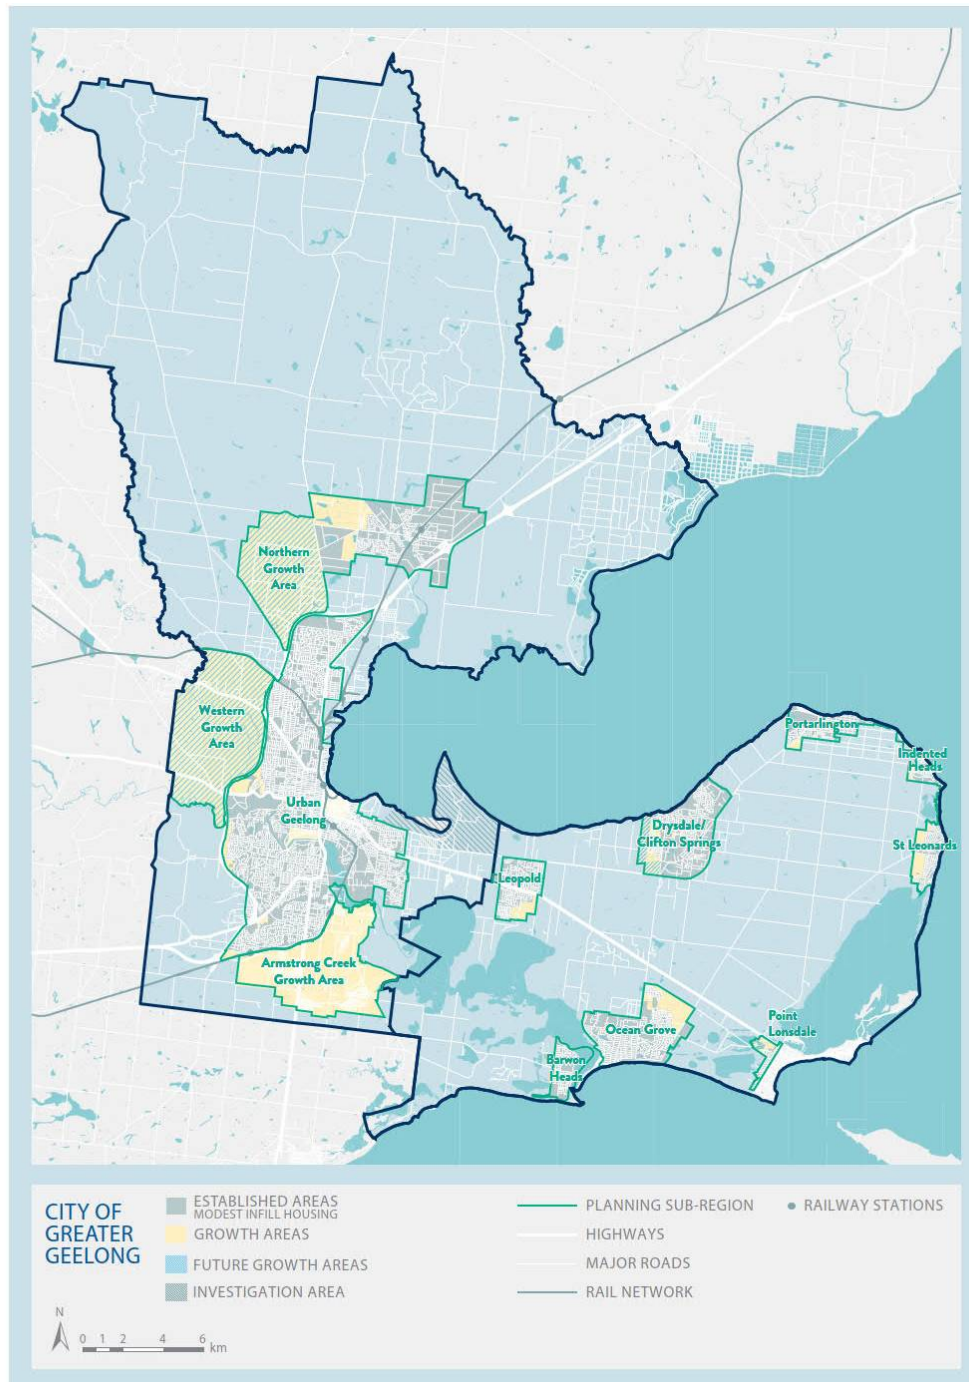 Northern
Growth
Area
Western
Growth
Area
Portarlington
Indented
Heads
Urban
Geelong
Drysdale/
Clifton Springs
St Leonards
Leopold
Armstrong Creek
Growth Area
Ocean Grove
Point
Lonsdale
Barwon
Heads
CITY OF
GREATER
GEELONG
ESTABLISHED AREAS
MODEST INFILL HOUSING
GROWTH AREAS
FUTURE GROWTH AREAS
INVESTIGATION AREA
PLANNING SUB-REGION
HIGHWAYS
MAJOR ROADS
RAIL NETWORK
RAILWAY STATIONS
N
0 1 2 4 6 km